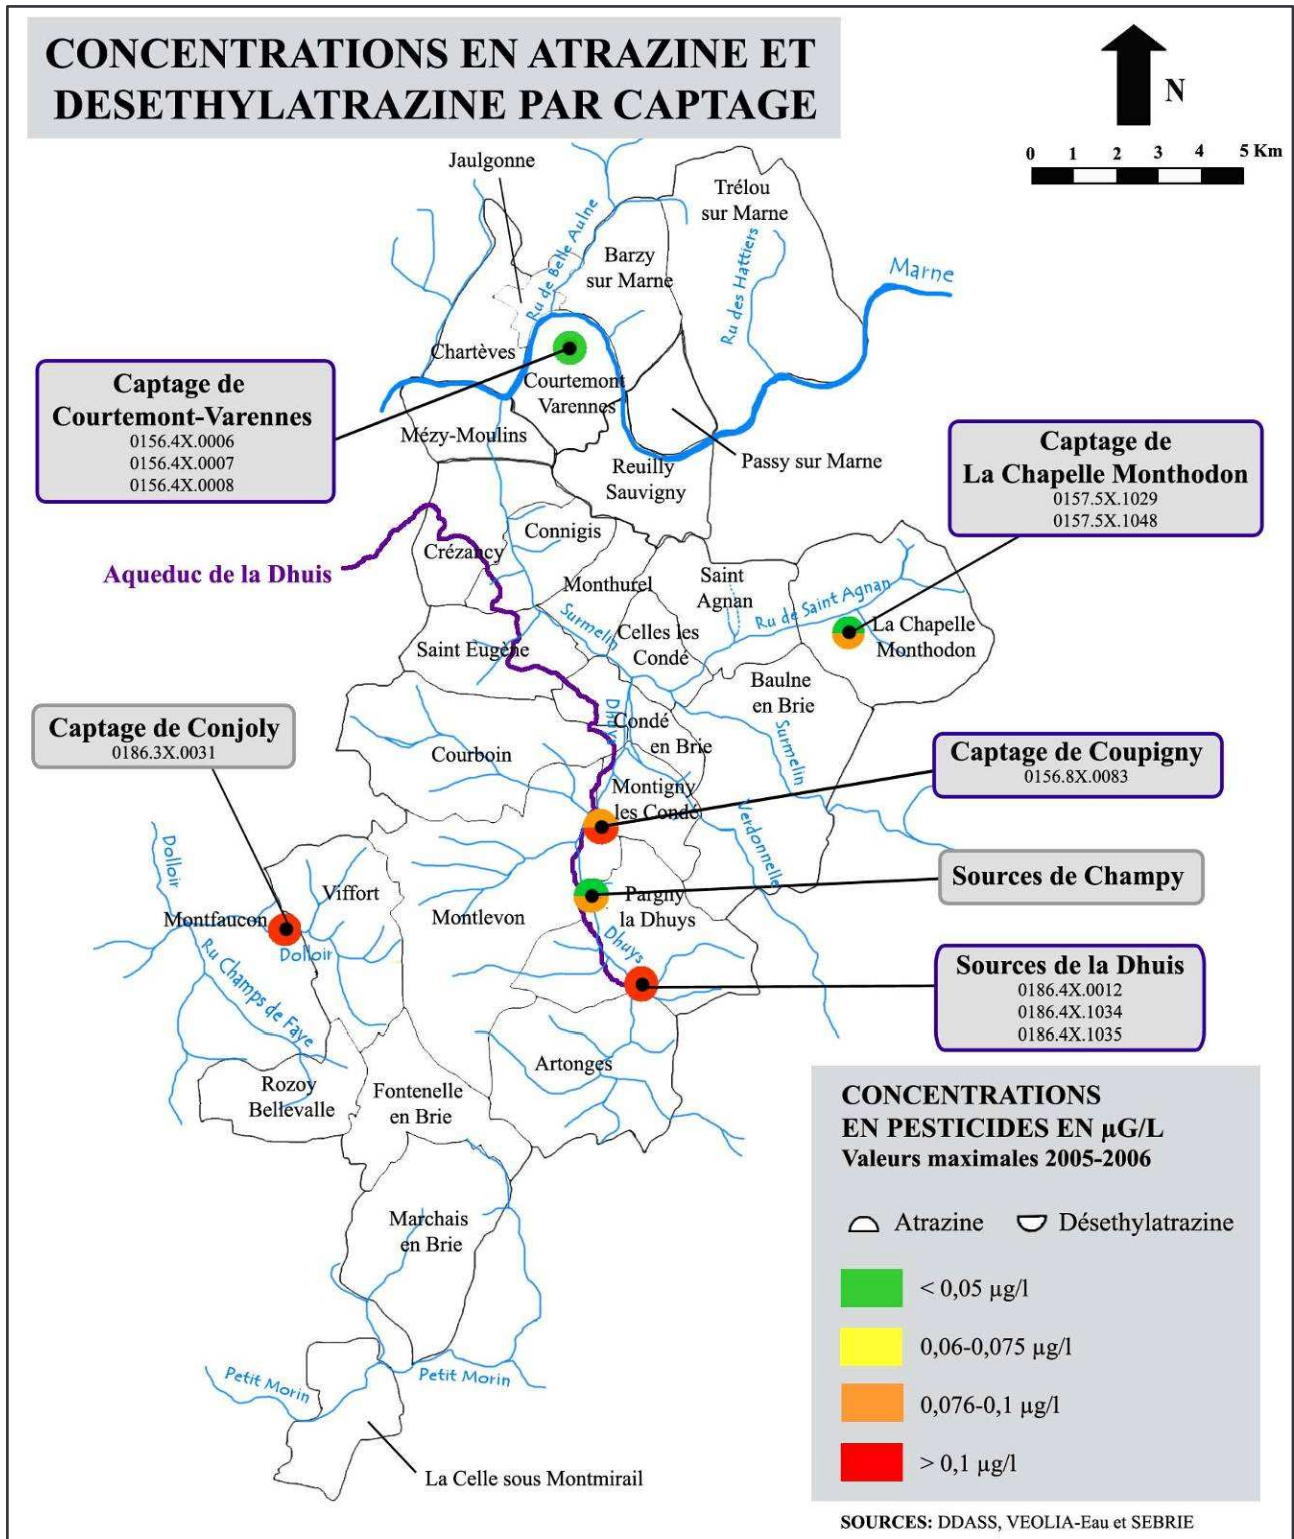 CONCENTRATIONS EN ATRAZINE ET
DESETHYLATRAZINE PAR CAPTAGE
N
0 1 2 3 4 5 Km
Jaulgonne
Trélou
sur Marne
Ru de Belle Aulne
Barzy
sur Marne
Ru des Hattiers
Marne
Chartèves
Captage de
Courtemont-Varennes
0156.4X.0006
0156.4X.0007
0156.4X.0008
Courtemont
Varennes
Mézy-Moulins
Reuilly
Sauvigny
Passy sur Marne
Captage de
La Chapelle Monthodon
0157.5X.1029
0157.5X.1048
Connigis
Crézancy
Aqueduc de la Dhuis
Monthurel
Saint
Agnan
Ru de Saint Agnan
Surmelin
Celles les
Condé
La Chapelle
Monthodon
Saint Eugène
Baulne
en Brie
Dhuys
Condé
en Brie
Surmelin
Captage de Conjoly
0186.3X.0031
Courboin
Captage de Coupigny
0156.8X.0083
Montigny
les Condé
Verdonnelle
Dolloir
Viffort
Sources de Champy
Montfaucon
Montlevon
Pargny
la Dhuys
Dolloir
Ru Champs de Faye
Dhuys
Sources de la Dhuis
0186.4X.0012
0186.4X.1034
0186.4X.1035
Artonges
Rozoy
Bellevalle
Fontenelle
en Brie
Marchais
en Brie
Petit Morin
Petit Morin
La Celle sous Montmirail
CONCENTRATIONS
EN PESTICIDES EN µG/L
Valeurs maximales 2005-2006
Atrazine Désethylatrazine
< 0,05 µg/l
0,06-0,075 µg/l
0,076-0,1 µg/l
> 0,1 µg/l
SOURCES: DDASS, VEOLIA-Eau et SEBRIE